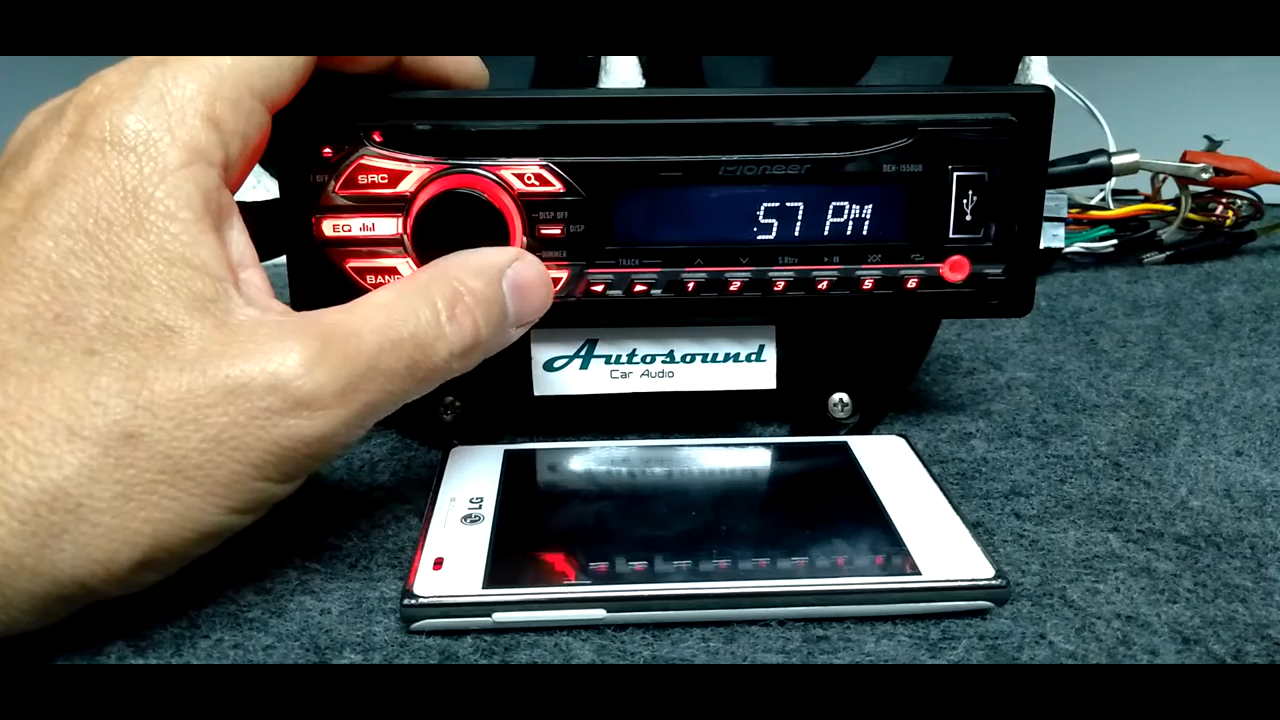 Pioneer
DEH-1550UB
OFF
SRC
DISP OFF
DISP
EQ
:57 PM
DIMMER
BAND
TRACK
S.Rtrv
1 2 3 4 5 6
Autosound
Car Audio
LG